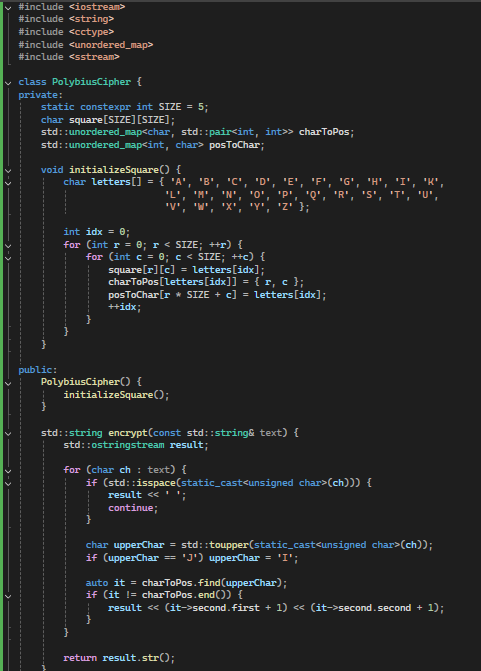 #include <iostream>
#include <string>
#include <cctype>
#include <unordered_map>
#include <sstream>

class PolybiusCipher {
private:
    static constexpr int SIZE = 5;
    char square[SIZE][SIZE];
    std::unordered_map<char, std::pair<int, int>> charToPos;
    std::unordered_map<int, char> posToChar;

    void initializeSquare() {
        char letters[] = { 'A', 'B', 'C', 'D', 'E', 'F', 'G', 'H', 'I', 'K',
                          'L', 'M', 'N', 'O', 'P', 'Q', 'R', 'S', 'T', 'U',
                          'V', 'W', 'X', 'Y', 'Z' };

        int idx = 0;
        for (int r = 0; r < SIZE; ++r) {
            for (int c = 0; c < SIZE; ++c) {
                square[r][c] = letters[idx];
                charToPos[letters[idx]] = { r, c };
                posToChar[r * SIZE + c] = letters[idx];
                ++idx;
            }
        }
    }

public:
    PolybiusCipher() {
        initializeSquare();
    }

    std::string encrypt(const std::string& text) {
        std::ostringstream result;

        for (char ch : text) {
            if (std::isspace(static_cast<unsigned char>(ch))) {
                result << ' ';
                continue;
            }

            char upperChar = std::toupper(static_cast<unsigned char>(ch));
            if (upperChar == 'J') upperChar = 'I';

            auto it = charToPos.find(upperChar);
            if (it != charToPos.end()) {
                result << (it->second.first + 1) << (it->second.second + 1);
            }
        }

        return result.str();
    }